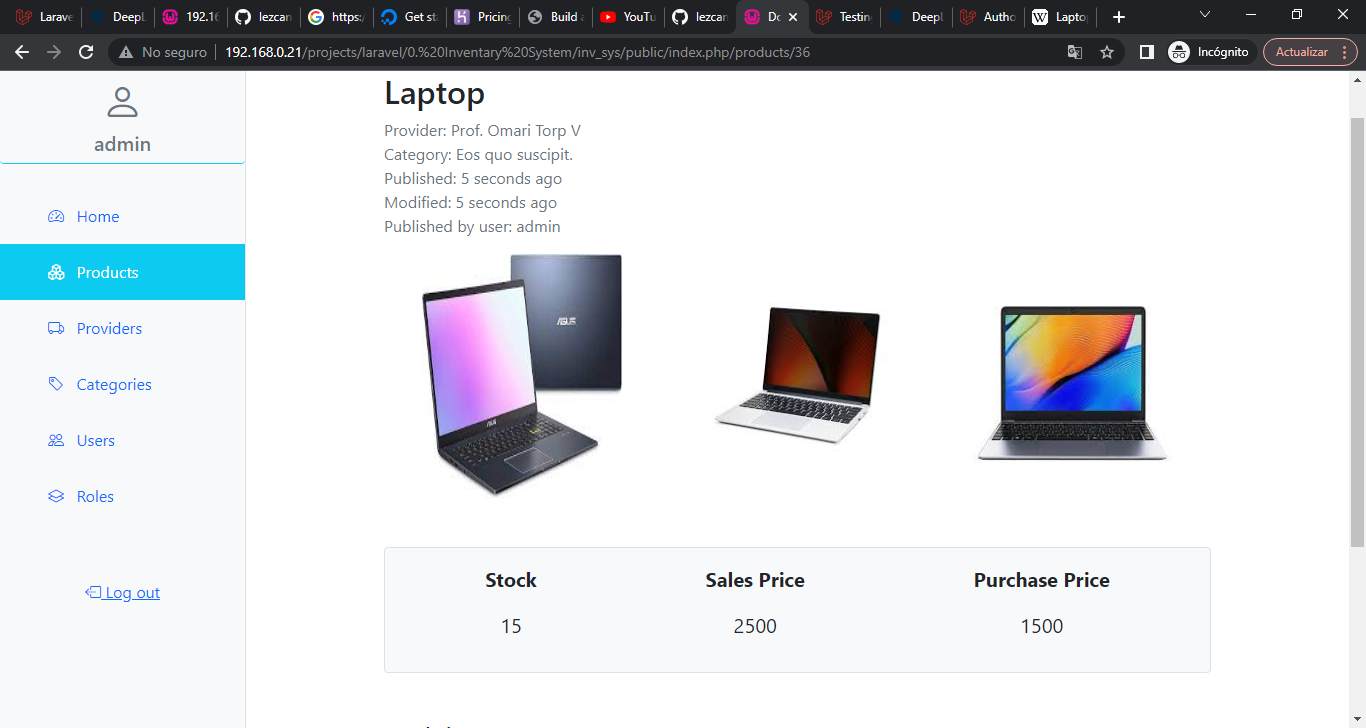 Larave
DeepL
192.16
lezcan
https:/
Get sta
Pricing
Build a
YouTu
lezcan
Do
Testin
DeepL
Autho
Lapto
No seguro
192.168.0.21/projects/laravel/0.%20Inventary%20System/inv_sys/public/index.php/products/36
Incógnito
Actualizar
admin
Home
Products
Providers
Categories
Users
Roles
Log out
Laptop
Provider: Prof. Omari Torp V
Category: Eos quo suscipit.
Published: 5 seconds ago
Modified: 5 seconds ago
Published by user: admin
ASUS
ASUS
Stock
Sales Price
Purchase Price
15
2500
1500